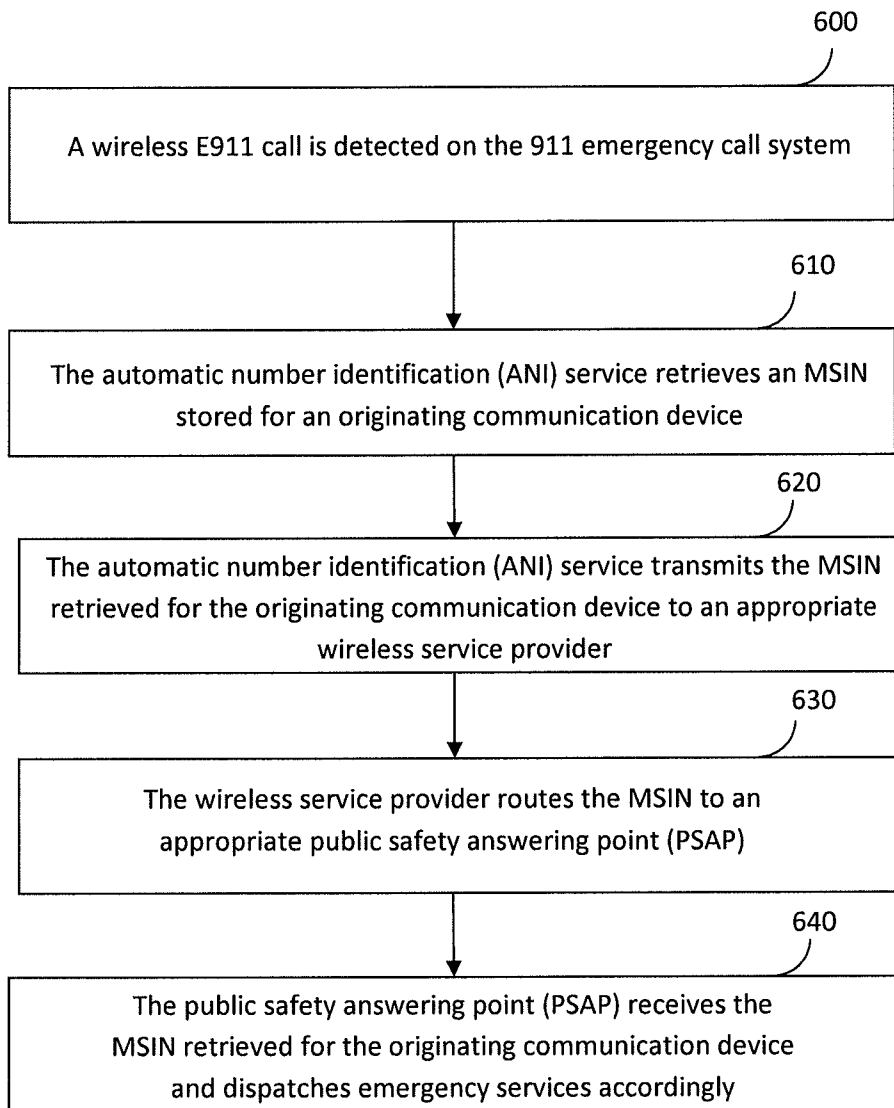 600
A wireless E911 call is detected on the 911 emergency call system
610
The automatic number identification (ANI) service retrieves an MSIN
stored for an originating communication device
620
The automatic number identification (ANI) service transmits the MSIN
retrieved for the originating communication device to an appropriate
wireless service provider
630
The wireless service provider routes the MSIN to an
appropriate public safety answering point (PSAP)
640
The public safety answering point (PSAP) receives the
MSIN retrieved for the originating communication device
and dispatches emergency services accordingly